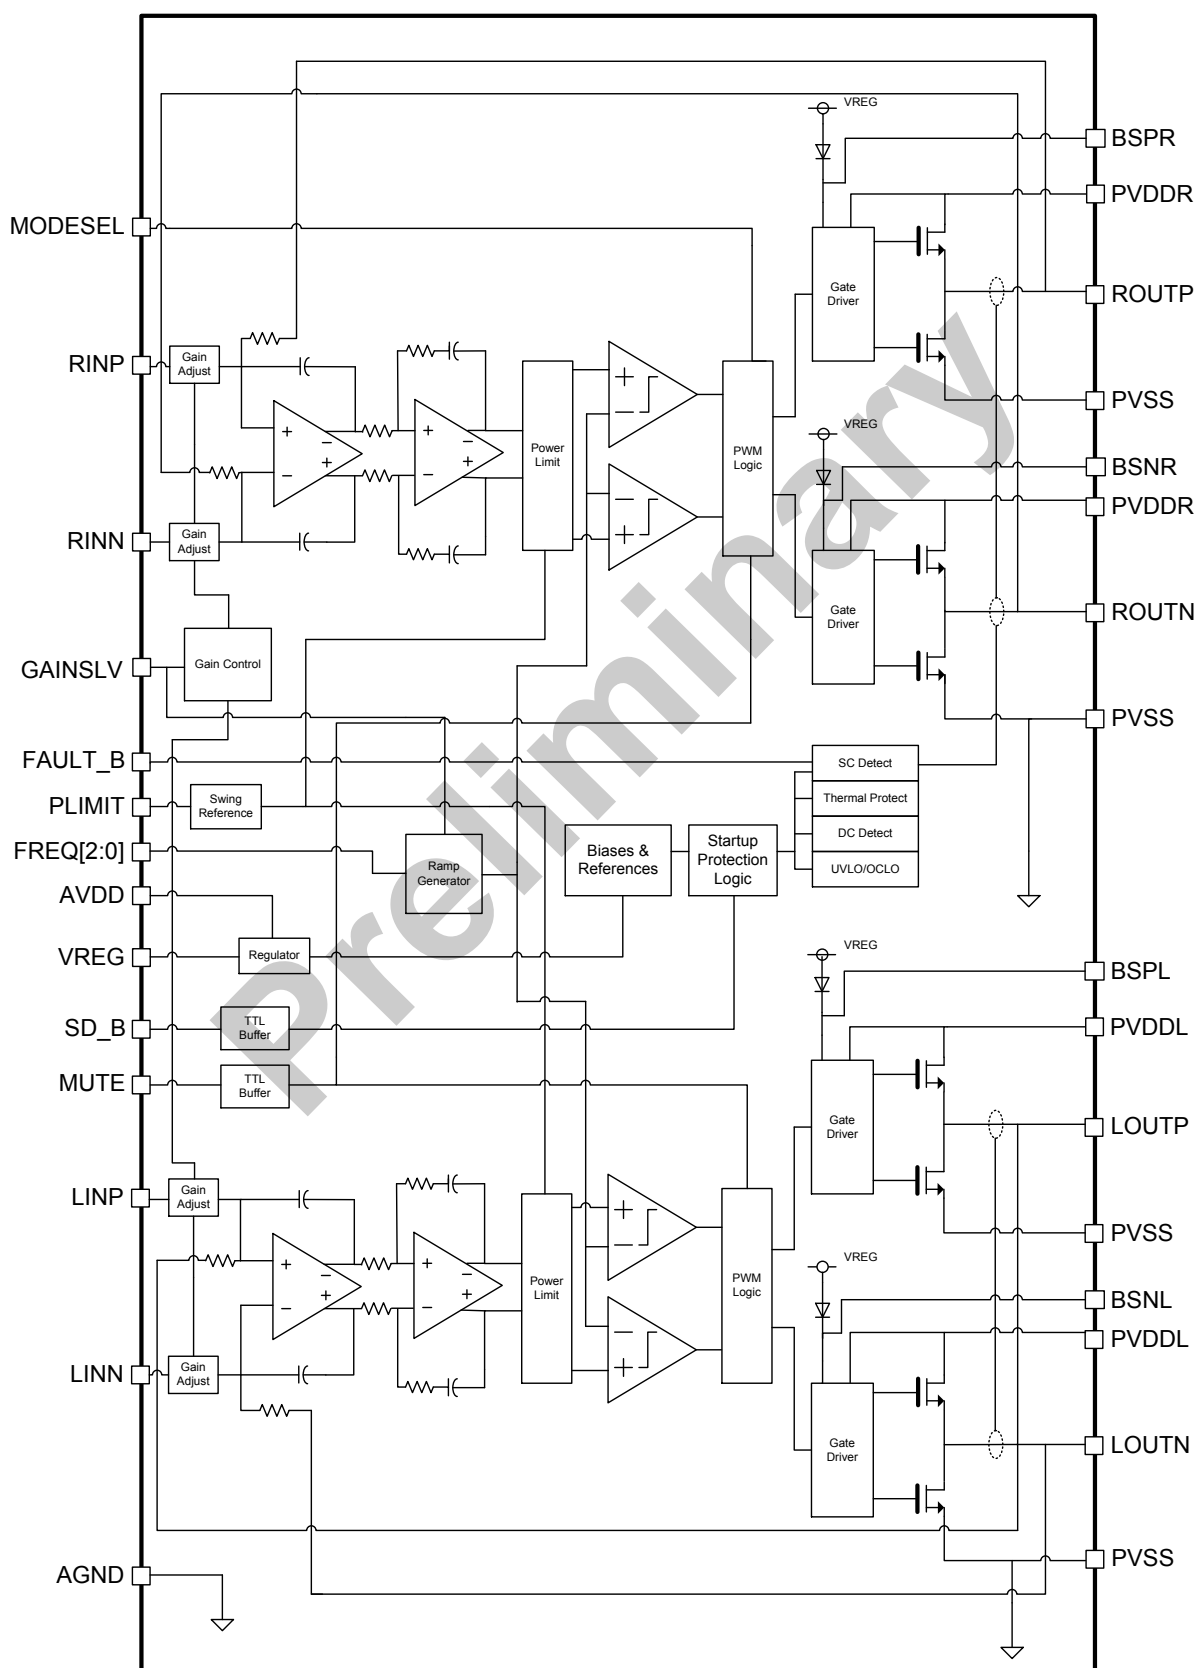 VREG
BSPR
PVDDR
MODESEL
Gate
Driver
ROUTP
RINP
Gain
Adjust
+
−
−
+
+
−
−
+
Power
Limit
+
−
−
+
PWM
Logic
PVSS
VREG
BSNR
PVDDR
RINN
Gain
Adjust
Gate
Driver
ROUTN
GAINSLV
Gain Control
PVSS
FAULT_B
SC Detect
PLIMIT
Swing
Reference
Thermal Protect
FREQ[2:0]
Ramp
Generator
Biases &
References
Startup
Protection
Logic
DC Detect
UVLO/OCLO
AVDD
VREG
Regulator
VREG
BSPL
SD_B
TTL
Buffer
PVDDL
MUTE
TTL
Buffer
Gate
Driver
LOUTP
LINP
Gain
Adjust
+
−
−
+
+
−
−
+
Power
Limit
+
−
−
+
PWM
Logic
PVSS
VREG
BSNL
PVDDL
LINN
Gain
Adjust
Gate
Driver
LOUTN
PVSS
AGND
Preliminary